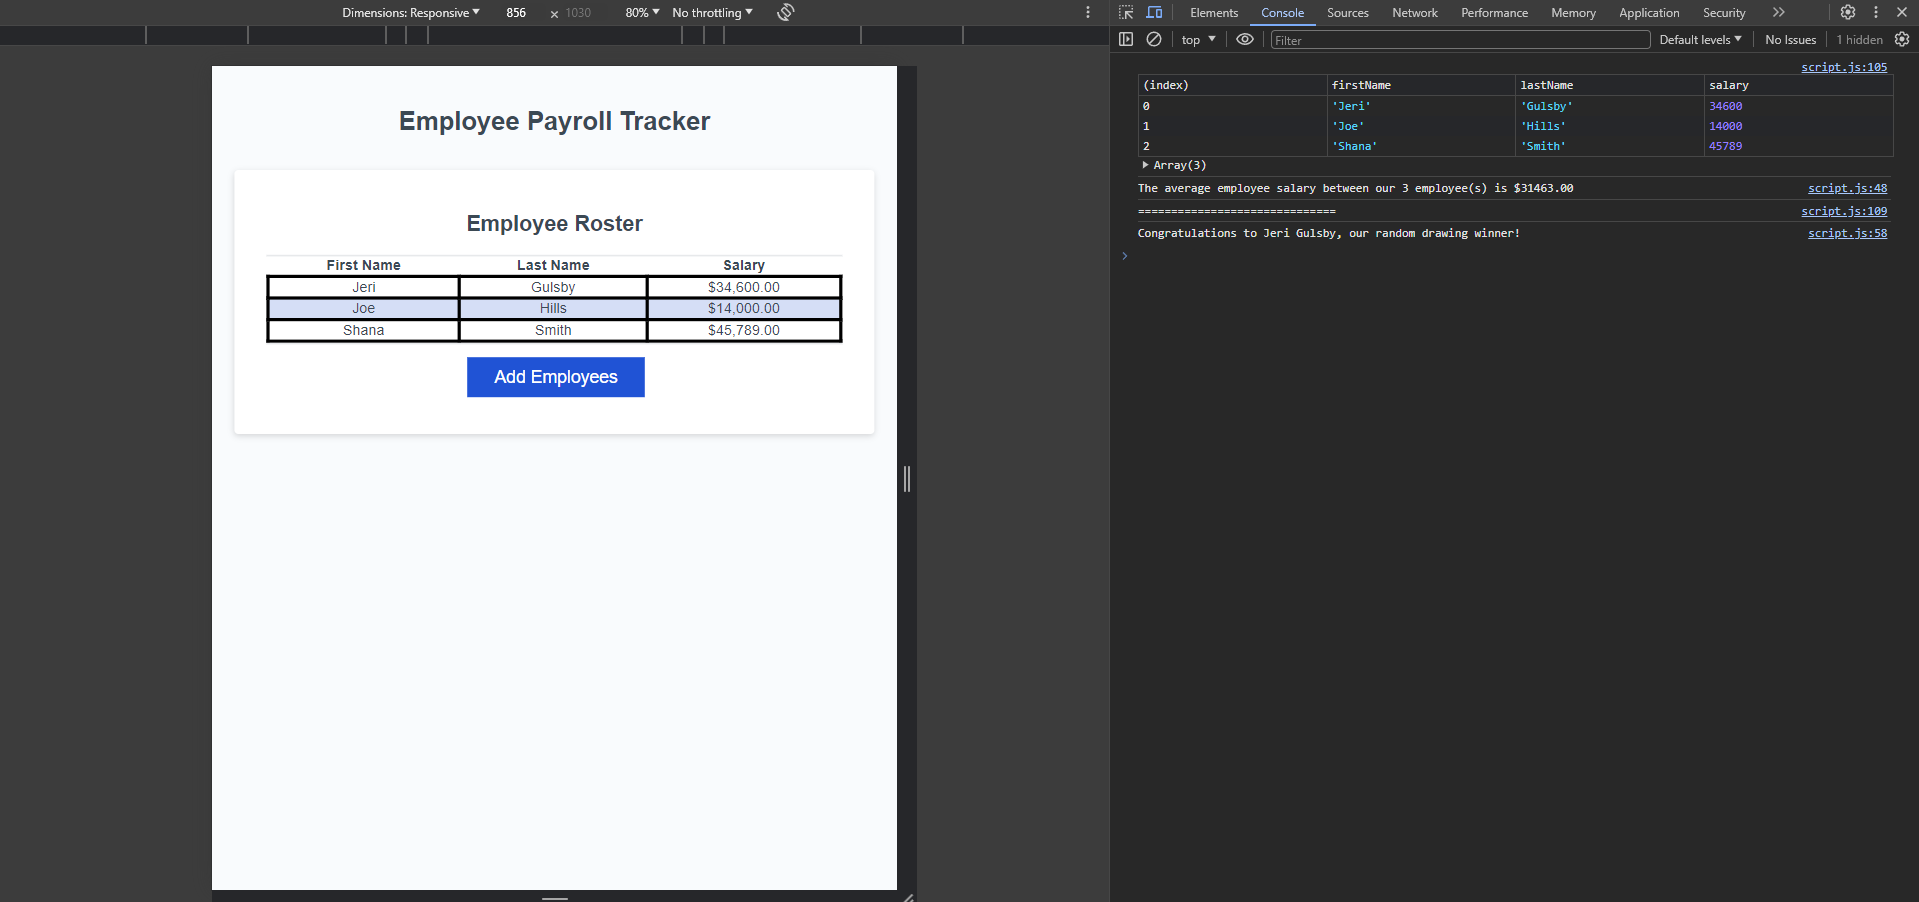 Dimensions: Responsive 856 × 1030 80% No throttling
Employee Payroll Tracker
Employee Roster
First Name Last Name Salary
Jeri Gulsby $34,600.00
Joe Hills $14,000.00
Shana Smith $45,789.00
Add Employees
Elements Console Sources Network Performance Memory Application Security
top Filter Default levels No Issues 1 hidden
script.js:105
(index) firstName lastName salary
0 'Jeri' 'Gulsby' 34600
1 'Joe' 'Hills' 14000
2 'Shana' 'Smith' 45789
Array(3)
The average employee salary between our 3 employee(s) is $31463.00 script.js:48
============================== script.js:109
Congratulations to Jeri Gulsby, our random drawing winner! script.js:58